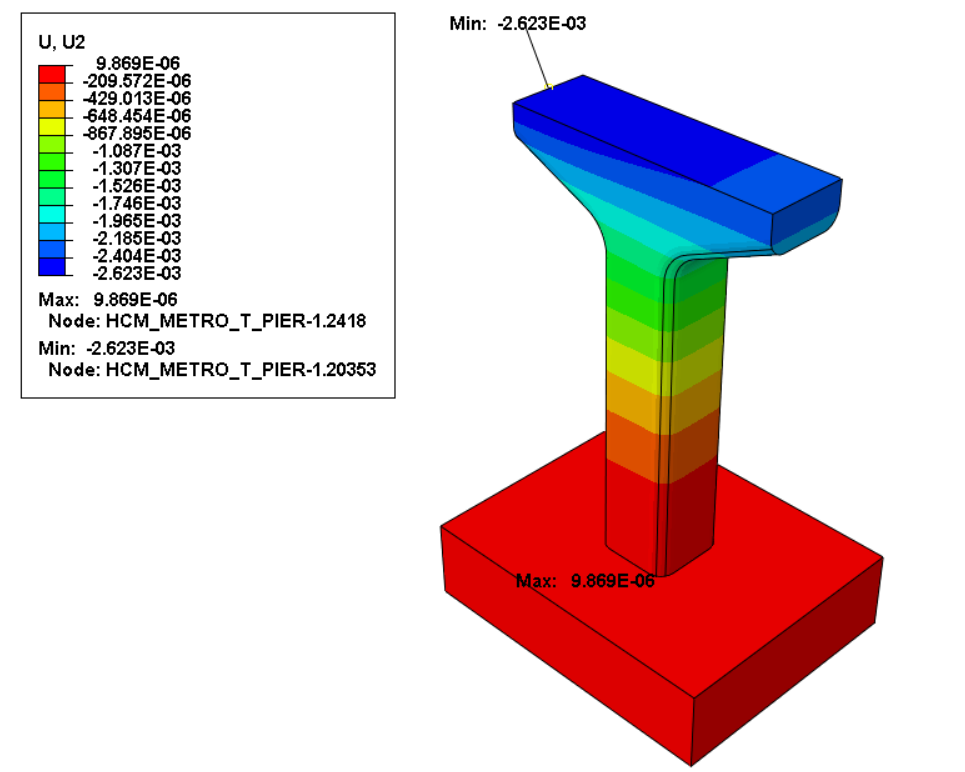 Min: -2.623E-03
U, U2
9.869E-06
-209.572E-06
-429.013E-06
-648.454E-06
-867.895E-06
-1.087E-03
-1.307E-03
-1.526E-03
-1.746E-03
-1.965E-03
-2.185E-03
-2.404E-03
-2.623E-03
Max: 9.869E-06
Node: HCM_METRO_T_PIER-1.2418
Min: -2.623E-03
Node: HCM_METRO_T_PIER-1.20353
Max: 9.869E-06